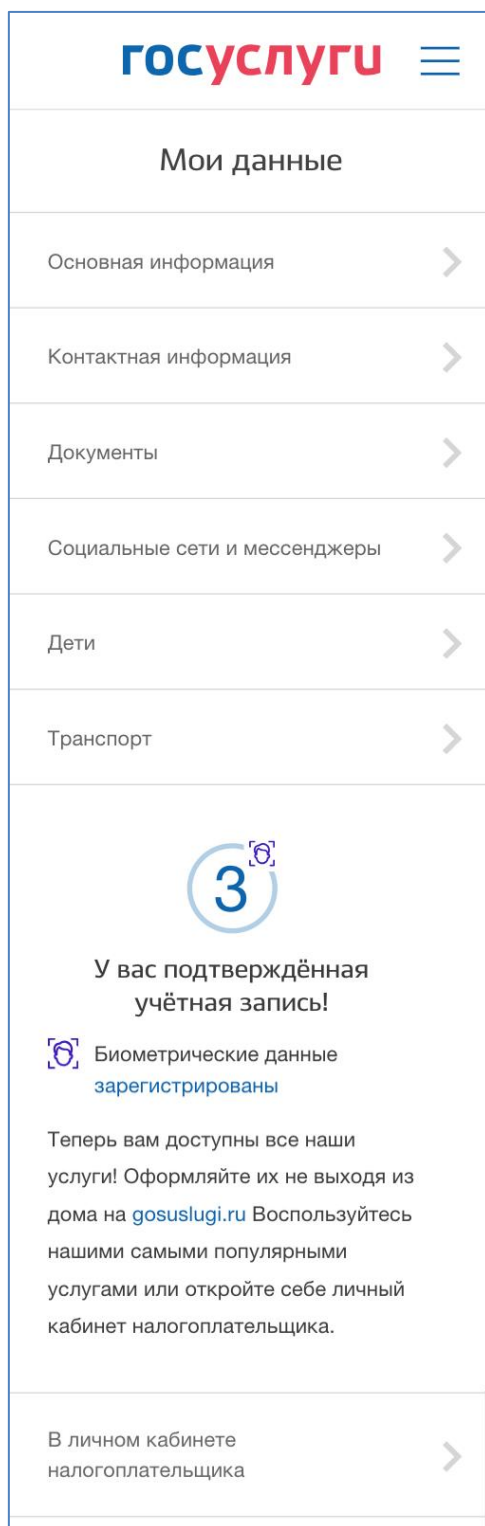 госуслуги
Мои данные
Основная информация
Контактная информация
Документы
Социальные сети и мессенджеры
Дети
Транспорт
3
У вас подтверждённая
учётная запись!
Биометрические данные
зарегистрированы
Теперь вам доступны все наши
услуги! Оформляйте их не выходя из
дома на gosuslugi.ru Воспользуйтесь
нашими самыми популярными
услугами или откройте себе личный
кабинет налогоплательщика.
В личном кабинете
налогоплательщика